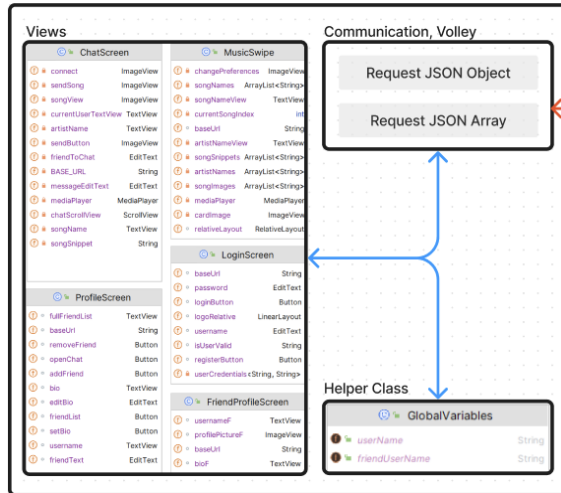 Views
ChatScreen
connect ImageView
sendSong ImageView
songView ImageView
currentUserTextView TextView
artistName TextView
sendButton ImageView
friendToChat EditText
BASE_URL String
messageEditText EditText
mediaPlayer MediaPlayer
chatScrollView ScrollView
songName TextView
songSnippet String
ProfileScreen
fullFriendList TextView
baseUrl String
removeFriend Button
openChat Button
addFriend Button
bio TextView
editBio EditText
friendList Button
setBio Button
username TextView
friendText EditText
MusicSwipe
changePreferences ImageView
songNames ArrayList<String>
songNameView TextView
currentSongIndex int
baseUrl String
artistNameView TextView
songSnippets ArrayList<String>
artistNames ArrayList<String>
songImages ArrayList<String>
mediaPlayer MediaPlayer
cardImage ImageView
relativeLayout RelativeLayout
LoginScreen
baseUrl String
password EditText
loginButton Button
logoRelative LinearLayout
username EditText
isUserValid String
registerButton Button
userCredentials <String, String>
FriendProfileScreen
usernameF TextView
profilePictureF ImageView
baseUrl String
bioF TextView
Communication, Volley
Request JSON Object
Request JSON Array
Helper Class
GlobalVariables
userName String
friendUserName String